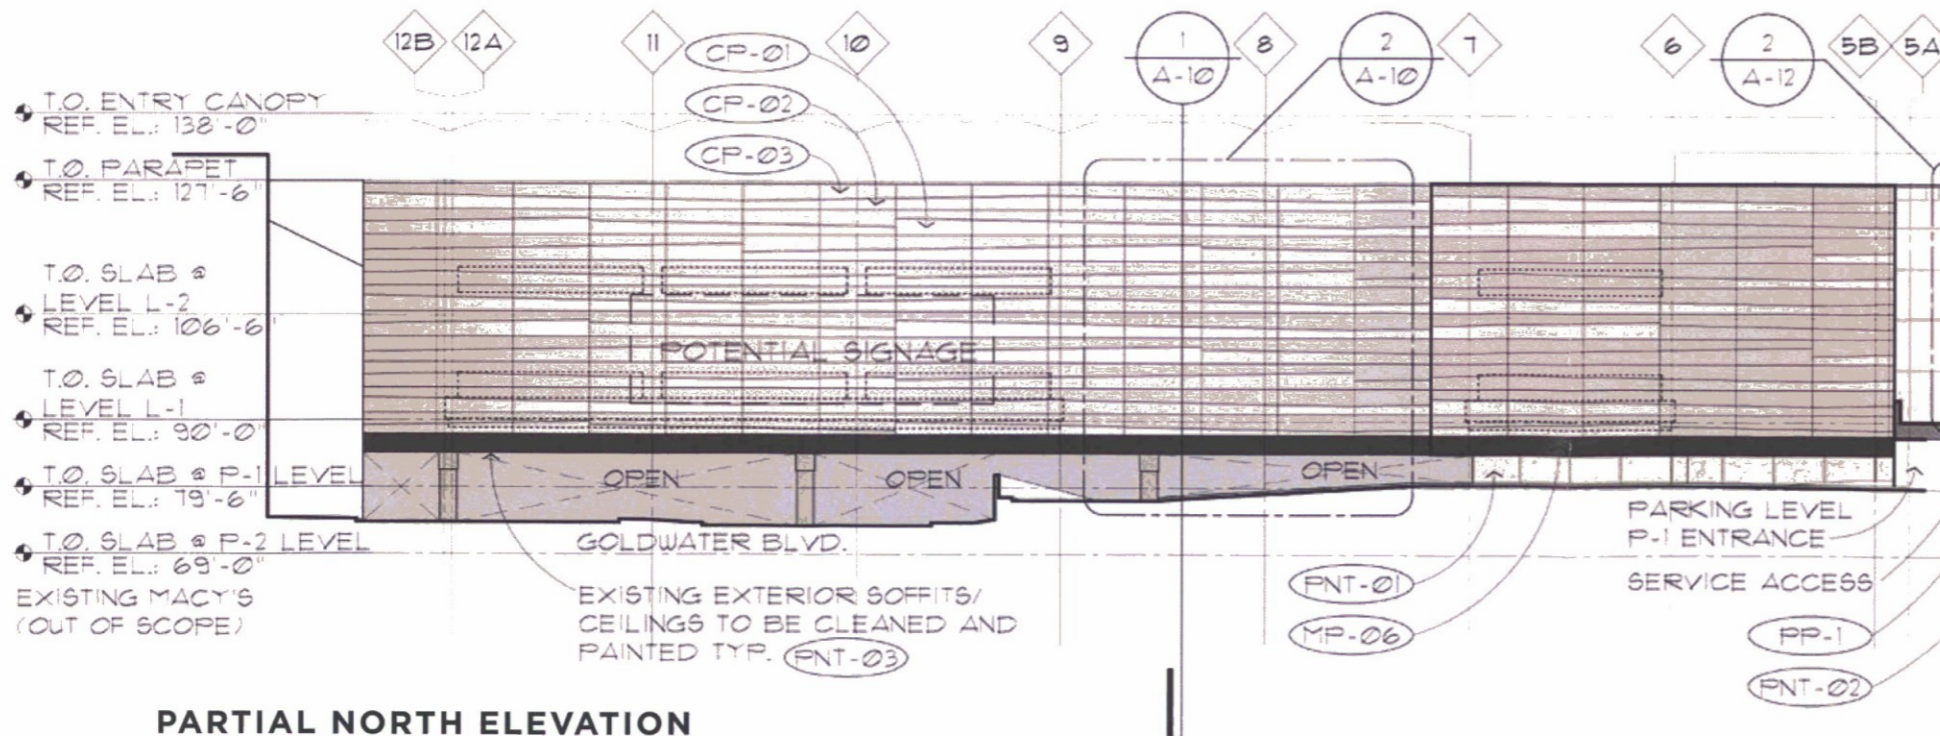 12B 12A 11 10 9 1 8 2 7 6 2 5B 5A
A-10 A-10 A-12
CP-01
CP-02
CP-03
T.O. ENTRY CANOPY
REF. EL.: 138'-0"
T.O. PARAPET
REF. EL.: 127'-6"
T.O. SLAB @
LEVEL L-2
REF. EL.: 106'-6"
T.O. SLAB @
LEVEL L-1
REF. EL.: 90'-0"
T.O. SLAB @ P-1 LEVEL
REF. EL.: 79'-6"
T.O. SLAB @ P-2 LEVEL
REF. EL.: 69'-0"
EXISTING MACY'S
(OUT OF SCOPE)
POTENTIAL SIGNAGE
OPEN OPEN OPEN
GOLDWATER BLVD.
EXISTING EXTERIOR SOFFITS/
CEILINGS TO BE CLEANED AND
PAINTED TYP. PNT-03
PNT-01
MP-06
PARKING LEVEL
P-1 ENTRANCE
SERVICE ACCESS
PP-1
PNT-02
PARTIAL NORTH ELEVATION